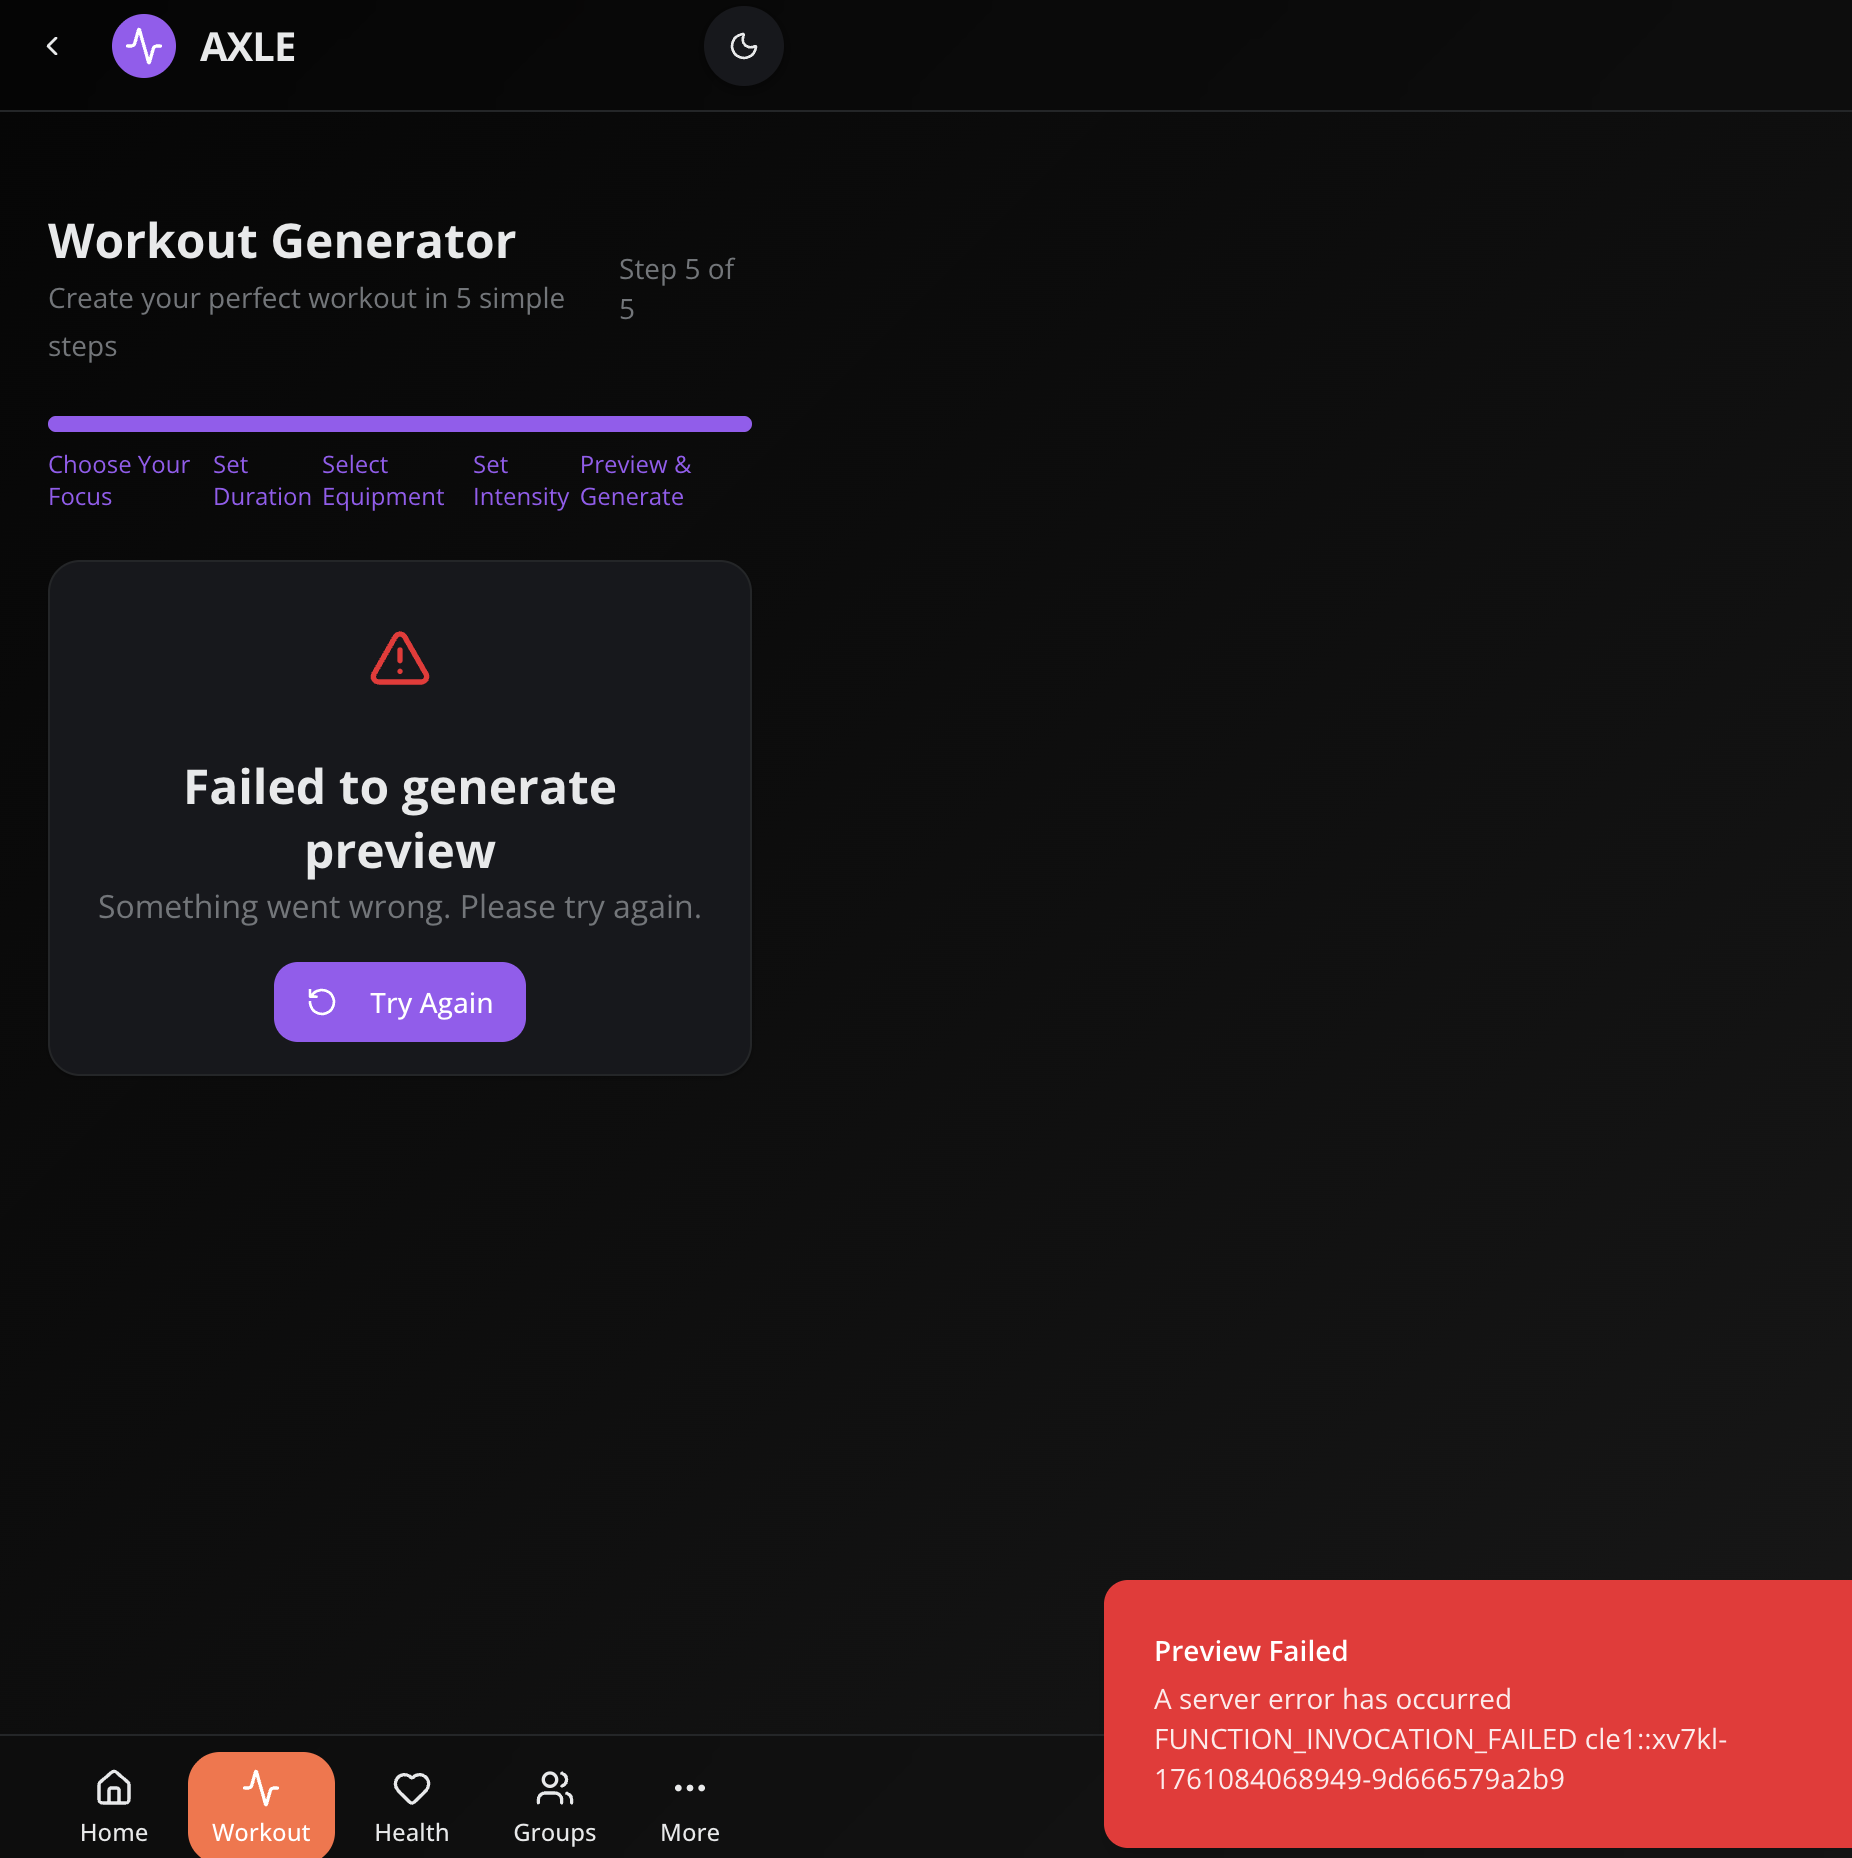 AXLE
Workout Generator
Create your perfect workout in 5 simple
steps
Step 5 of
5
Choose Your
Focus
Set
Duration
Select
Equipment
Set
Intensity
Preview &
Generate
Failed to generate
preview
Something went wrong. Please try again.
Try Again
Preview Failed
A server error has occurred
FUNCTION_INVOCATION_FAILED cle1::xv7kl-
1761084068949-9d666579a2b9
Home
Workout
Health
Groups
More